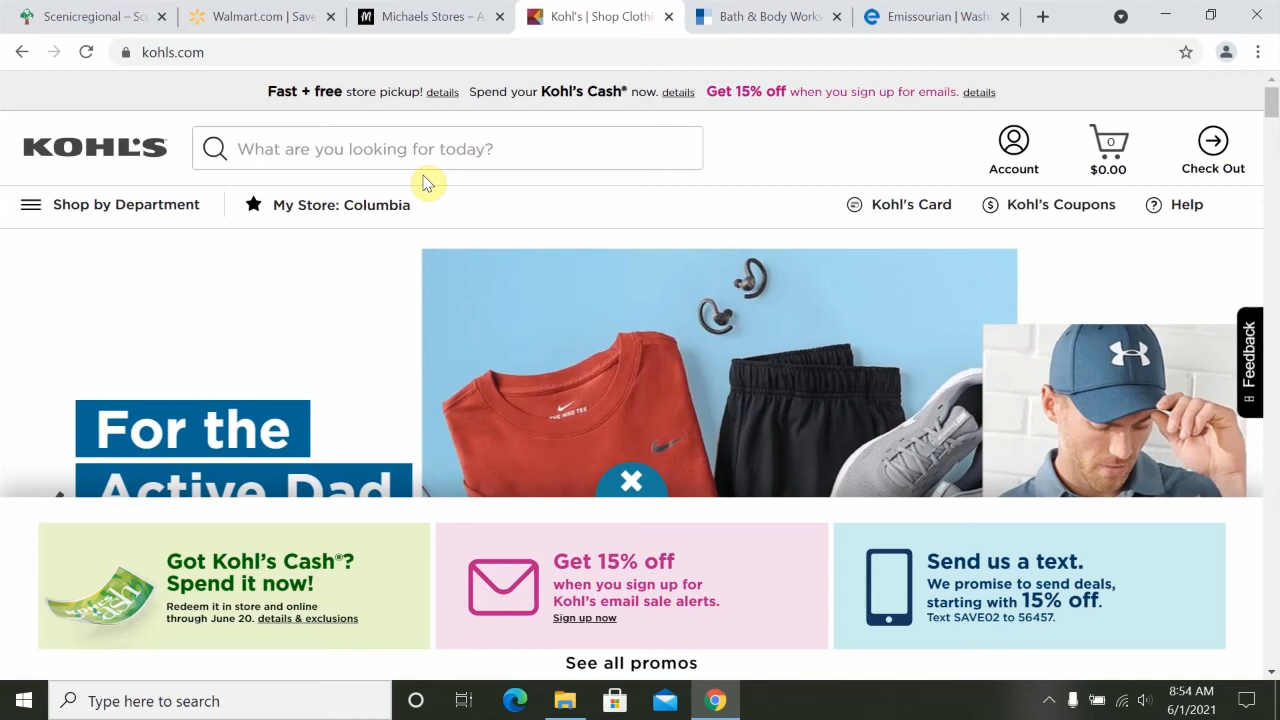 Scenicregional – Sc
Walmart.com | Save
Michaels Stores – A
Kohl's | Shop Clothi
Bath & Body Works
Emissourian | Wash
kohls.com
Fast + free store pickup! details Spend your Kohl's Cash® now. details Get 15% off when you sign up for emails. details
KOHL'S
What are you looking for today?
Account
0
$0.00
Check Out
Shop by Department
My Store: Columbia
Kohl's Card
Kohl's Coupons
Help
THE NIKE TEE
Feedback
For the
Active Dad
Got Kohl's Cash®?
Spend it now!
Redeem it in store and online
through June 20. details & exclusions
Get 15% off
when you sign up for
Kohl's email sale alerts.
Sign up now
Send us a text.
We promise to send deals,
starting with 15% off.
Text SAVE02 to 56457.
See all promos
Type here to search
8:54 AM
6/1/2021